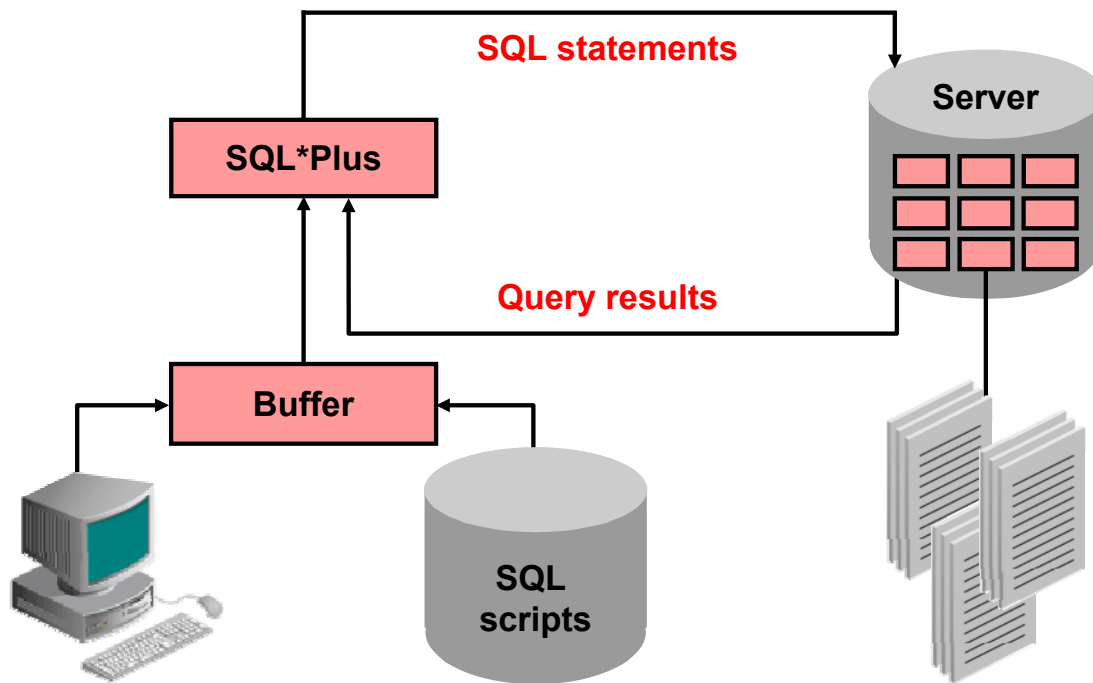 SQL statements
Server
SQL*Plus
Query results
Buffer
SQL
scripts